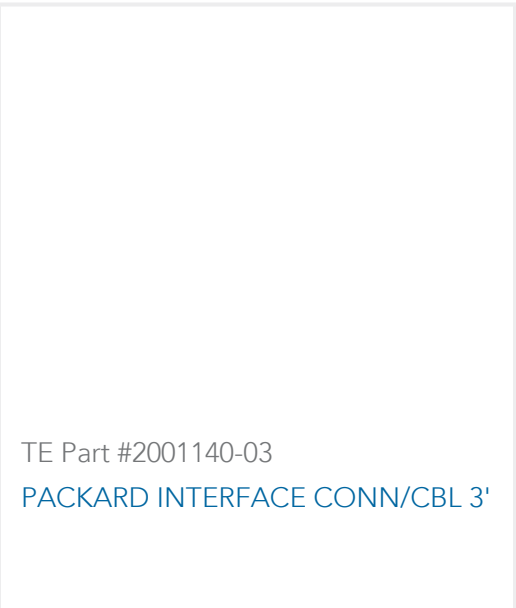 TE Part #2001140-03
PACKARD INTERFACE CONN/CBL 3'